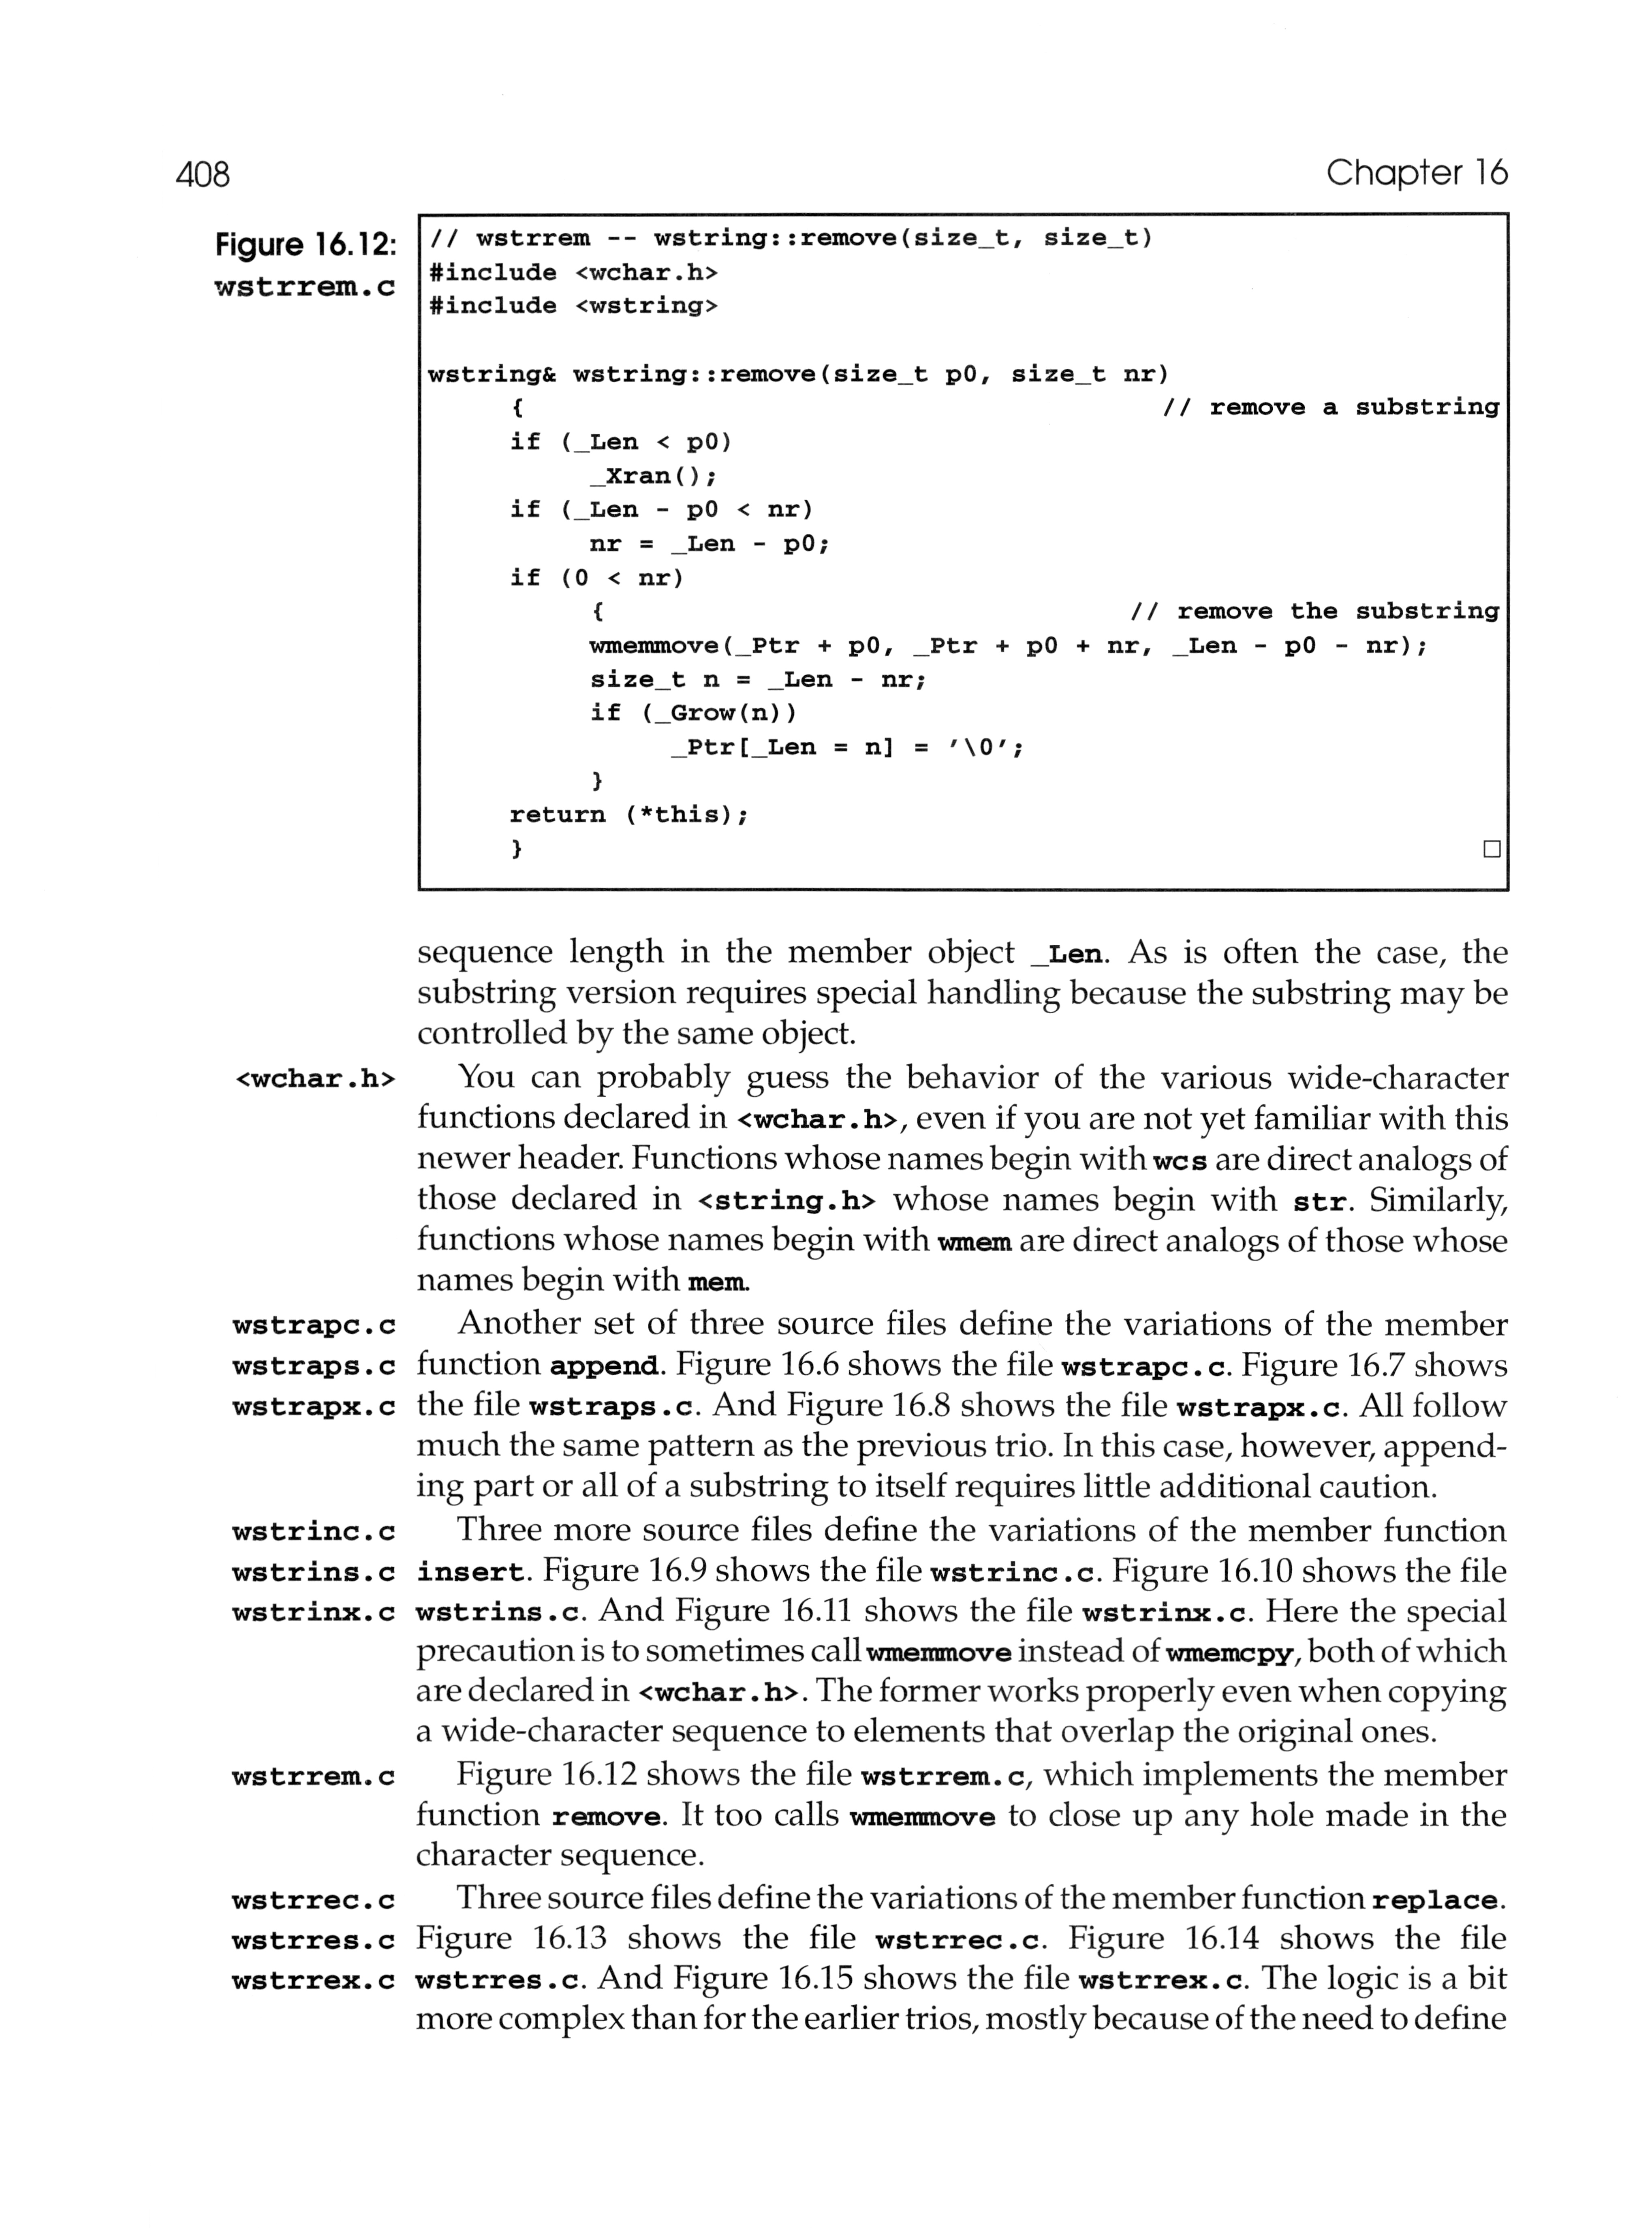 408
Chapter 16
Figure 16.12:
wstrrem.c
// wstrrem -- wstring::remove(size_t, size_t)
#include <wchar.h>
#include <wstring>
wstring& wstring::remove(size_t p0, size_t nr)
{ // remove a substring
if (_Len < p0)
_Xran();
if (_Len - p0 < nr)
nr = _Len - p0;
if (0 < nr)
{ // remove the substring
wmemmove(_Ptr + p0, _Ptr + p0 + nr, _Len - p0 - nr);
size_t n = _Len - nr;
if (_Grow(n))
_Ptr[_Len = n] = '\0';
}
return (*this);
}
sequence length in the member object _Len. As is often the case, the
substring version requires special handling because the substring may be
controlled by the same object.
<wchar.h> You can probably guess the behavior of the various wide-character
functions declared in <wchar.h>, even if you are not yet familiar with this
newer header. Functions whose names begin with wcs are direct analogs of
those declared in <string.h> whose names begin with str. Similarly,
functions whose names begin with wmem are direct analogs of those whose
names begin with mem.
wstrapc.c Another set of three source files define the variations of the member
wstraps.c function append. Figure 16.6 shows the file wstrapc.c. Figure 16.7 shows
wstrapx.c the file wstraps.c. And Figure 16.8 shows the file wstrapx.c. All follow
much the same pattern as the previous trio. In this case, however, append-
ing part or all of a substring to itself requires little additional caution.
wstrinc.c Three more source files define the variations of the member function
wstrins.c insert. Figure 16.9 shows the file wstrinc.c. Figure 16.10 shows the file
wstrinx.c wstrins.c. And Figure 16.11 shows the file wstrinx.c. Here the special
precaution is to sometimes call wmemmove instead of wmemcpy, both of which
are declared in <wchar.h>. The former works properly even when copying
a wide-character sequence to elements that overlap the original ones.
wstrrem.c Figure 16.12 shows the file wstrrem.c, which implements the member
function remove. It too calls wmemmove to close up any hole made in the
character sequence.
wstrrec.c Three source files define the variations of the member function replace.
wstrres.c Figure 16.13 shows the file wstrrec.c. Figure 16.14 shows the file
wstrrex.c wstrres.c. And Figure 16.15 shows the file wstrrex.c. The logic is a bit
more complex than for the earlier trios, mostly because of the need to define